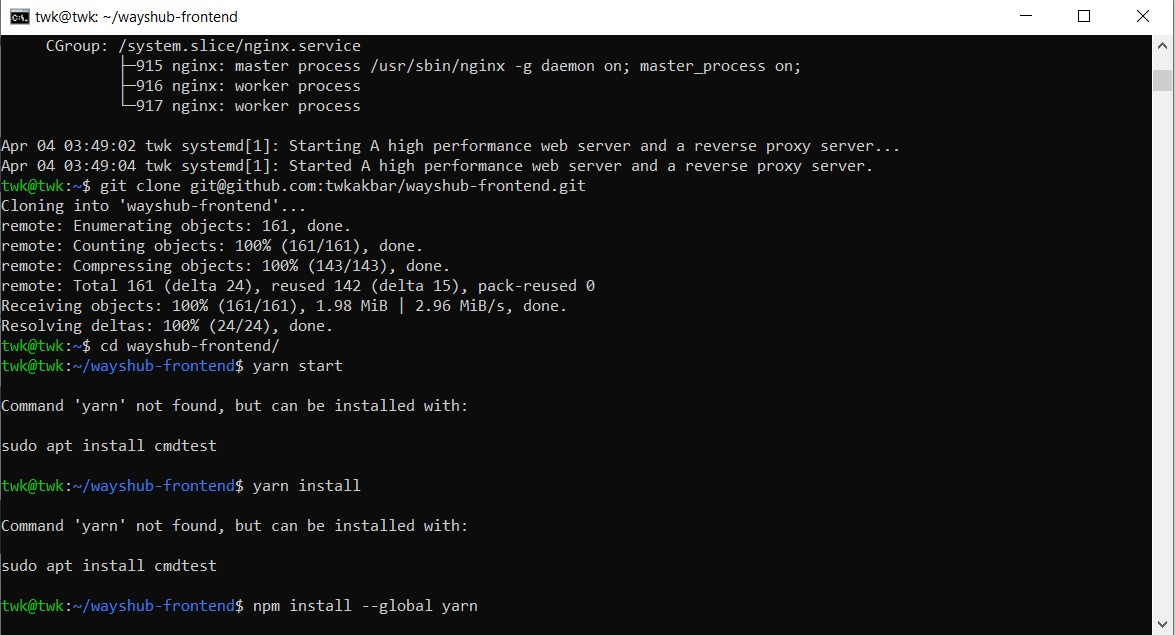 twk@twk: ~/wayshub-frontend
CGroup: /system.slice/nginx.service
├─915 nginx: master process /usr/sbin/nginx -g daemon on; master_process on;
├─916 nginx: worker process
└─917 nginx: worker process
Apr 04 03:49:02 twk systemd[1]: Starting A high performance web server and a reverse proxy server...
Apr 04 03:49:04 twk systemd[1]: Started A high performance web server and a reverse proxy server.
twk@twk:~$ git clone git@github.com:twkakbar/wayshub-frontend.git
Cloning into 'wayshub-frontend'...
remote: Enumerating objects: 161, done.
remote: Counting objects: 100% (161/161), done.
remote: Compressing objects: 100% (143/143), done.
remote: Total 161 (delta 24), reused 142 (delta 15), pack-reused 0
Receiving objects: 100% (161/161), 1.98 MiB | 2.96 MiB/s, done.
Resolving deltas: 100% (24/24), done.
twk@twk:~$ cd wayshub-frontend/
twk@twk:~/wayshub-frontend$ yarn start
Command 'yarn' not found, but can be installed with:
sudo apt install cmdtest
twk@twk:~/wayshub-frontend$ yarn install
Command 'yarn' not found, but can be installed with:
sudo apt install cmdtest
twk@twk:~/wayshub-frontend$ npm install --global yarn